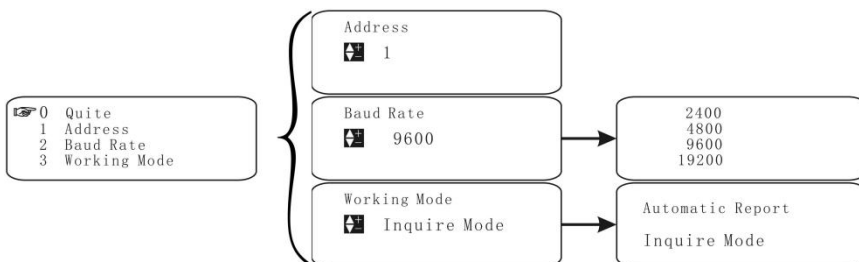 0 Quite
1 Address
2 Baud Rate
3 Working Mode
Address
1
Baud Rate
9600
Working Mode
Inquire Mode
2400
4800
9600
19200
Automatic Report
Inquire Mode